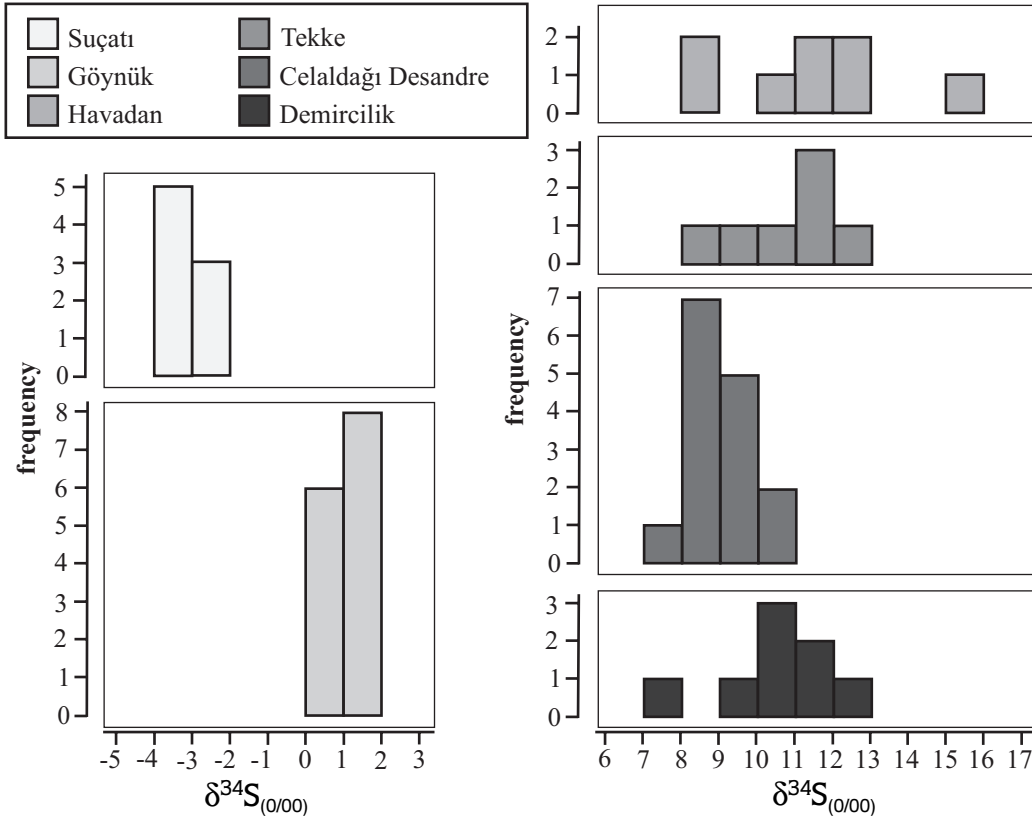 Suçatı
Göynük
Havadan
Tekke
Celaldağı Desandre
Demircilik
frequency
5
4
3
2
1
0
8
7
6
5
4
3
2
1
0
-5 -4 -3 -2 -1 0 1 2 3
δ34S(0/00)
frequency
2
1
0
3
2
1
0
7
6
5
4
3
2
1
0
3
2
1
0
6 7 8 9 10 11 12 13 14 15 16 17
δ34S(0/00)